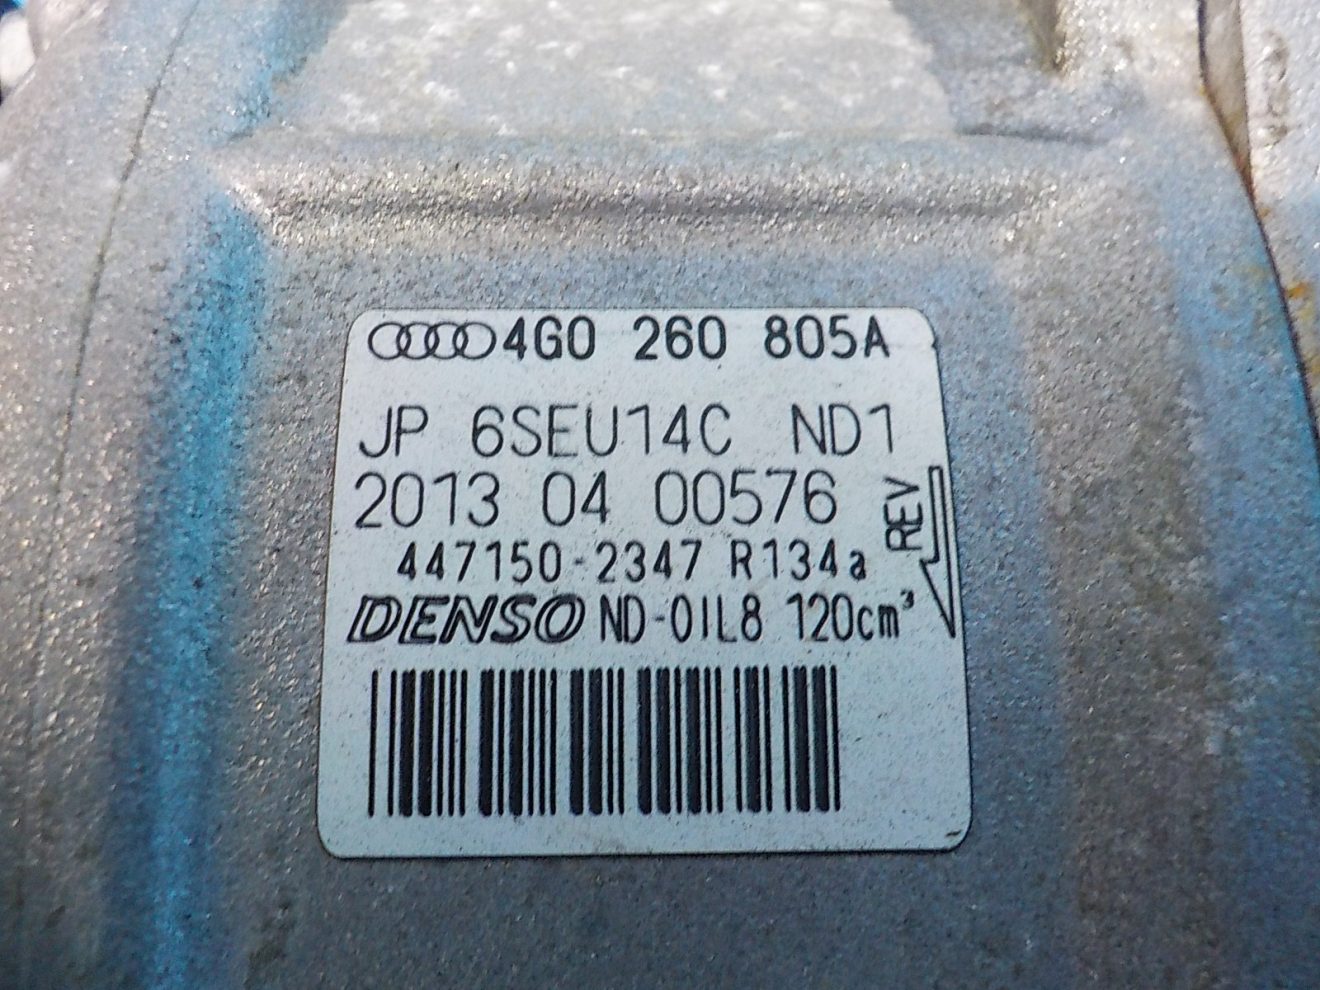 4G0 260 805A
JP 6SEU14C ND1
2013 04 00576
REV
447150-2347 R134a
DENSO ND-OIL8 120cm³